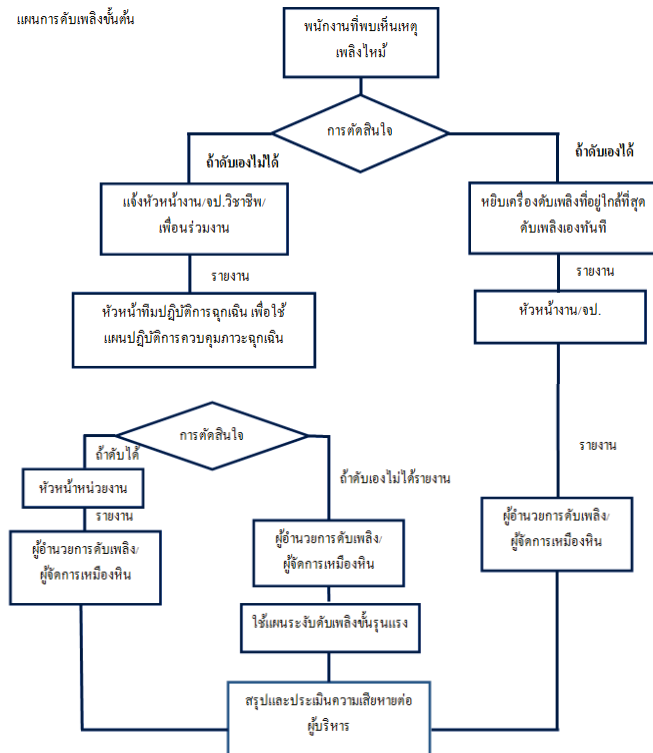 แผนการดับเพลิงขั้นต้น
พนักงานที่พบเห็นเหตุ
เพลิงไหม้
การตัดสินใจ
ถ้าดับเองไม่ได้
ถ้าดับเองได้
แจ้งหัวหน้างาน/จป.วิชาชีพ/
เพื่อนร่วมงาน
หยิบเครื่องดับเพลิงที่อยู่ใกล้ที่สุด
ดับเพลิงเองทันที
รายงาน
รายงาน
หัวหน้าทีมปฏิบัติการฉุกเฉิน เพื่อใช้
แผนปฏิบัติการควบคุมภาวะฉุกเฉิน
หัวหน้างาน/จป.
การตัดสินใจ
ถ้าดับได้
รายงาน
ถ้าดับเองไม่ได้รายงาน
หัวหน้าหน่วยงาน
รายงาน
ผู้อำนวยการดับเพลิง/
ผู้จัดการเหมืองหิน
ผู้อำนวยการดับเพลิง/
ผู้จัดการเหมืองหิน
ผู้อำนวยการดับเพลิง/
ผู้จัดการเหมืองหิน
ใช้แผนระงับดับเพลิงขั้นรุนแรง
สรุปและประเมินความเสียหายต่อ
ผู้บริหาร